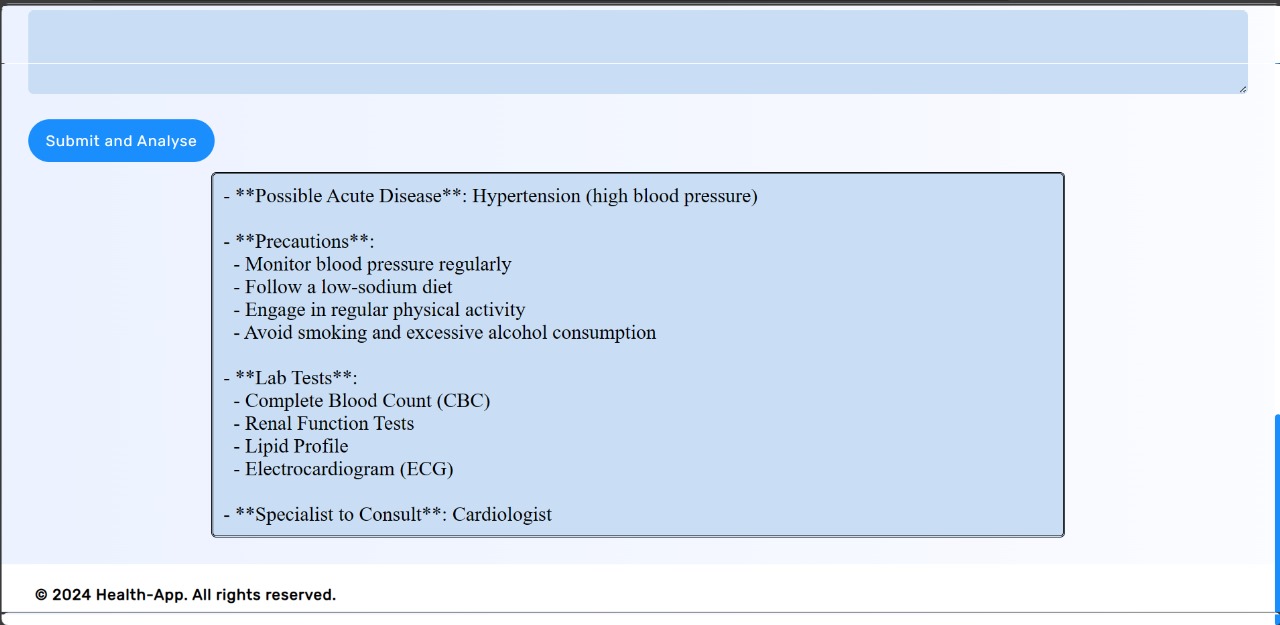 Submit and Analyse
- **Possible Acute Disease**: Hypertension (high blood pressure)
- **Precautions**:
- Monitor blood pressure regularly
- Follow a low-sodium diet
- Engage in regular physical activity
- Avoid smoking and excessive alcohol consumption
- **Lab Tests**:
- Complete Blood Count (CBC)
- Renal Function Tests
- Lipid Profile
- Electrocardiogram (ECG)
- **Specialist to Consult**: Cardiologist
© 2024 Health-App. All rights reserved.